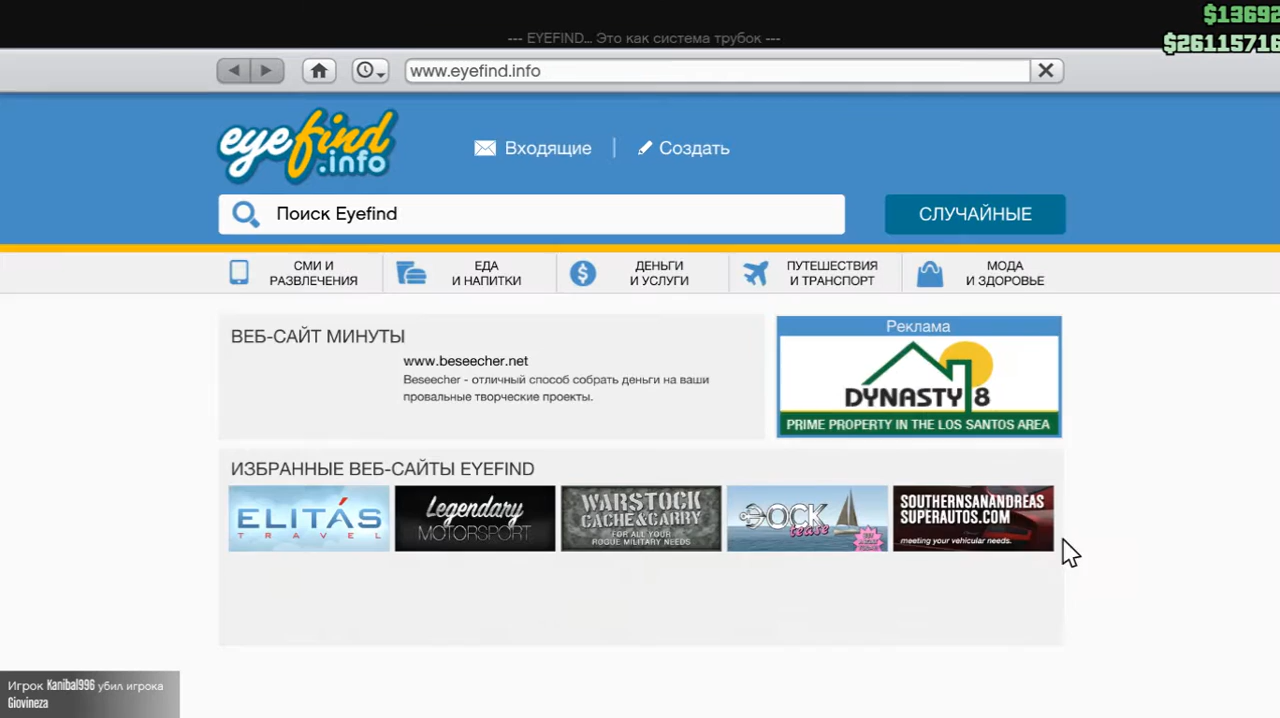 $13692
--- EYEFIND... Это как система трубок ---
$26115716
www.eyefind.info
eyefind
.info
Входящие
Создать
Поиск Eyefind
СЛУЧАЙНЫЕ
СМИ И
РАЗВЛЕЧЕНИЯ
ЕДА
И НАПИТКИ
ДЕНЬГИ
И УСЛУГИ
ПУТЕШЕСТВИЯ
И ТРАНСПОРТ
МОДА
И ЗДОРОВЬЕ
ВЕБ-САЙТ МИНУТЫ
www.beseecher.net
Beseecher - отличный способ собрать деньги на ваши
провальные творческие проекты.
Реклама
DYNASTY 8
PRIME PROPERTY IN THE LOS SANTOS AREA
ИЗБРАННЫЕ ВЕБ-САЙТЫ EYEFIND
ELITÁS
TRAVEL
Legendary
MOTORSPORT
WARSTOCK
CACHE&CARRY
FOR ALL YOUR
ROGUE MILITARY NEEDS
DOCK
tease
SOUTHERNSANANDREAS
SUPERAUTOS.COM
meeting your vehicular needs.
Игрок Kanibal996 убил игрока
Giovineza